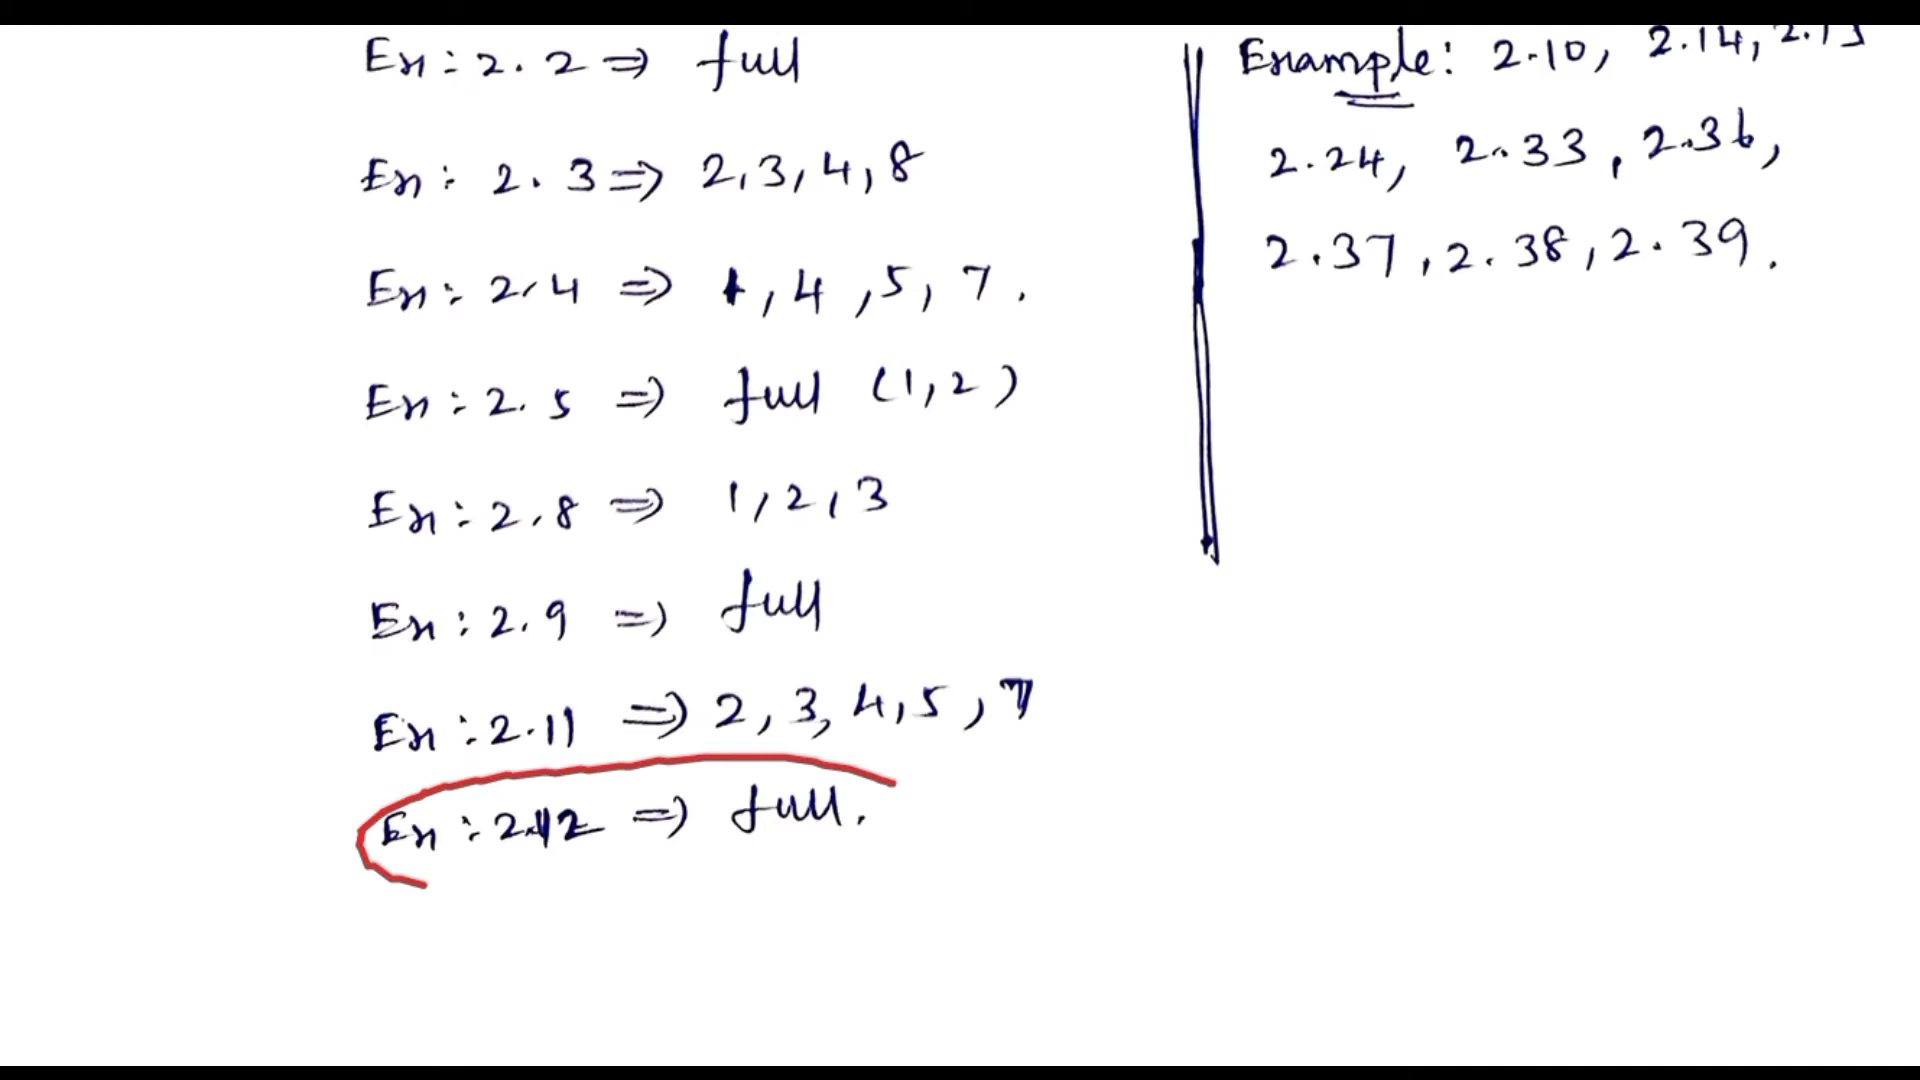 Ex: 2.2 => full
Ex: 2.3 => 2,3,4,8
Ex: 2.4 => 1,4,5,7.
Ex: 2.5 => full (1,2)
Ex: 2.8 => 1,2,3
Ex: 2.9 => full
Ex: 2.11 => 2,3,4,5,7
Ex: 2.12 => full.
Example: 2.10, 2.14,
2.24, 2.33, 2.36,
2.37, 2.38, 2.39.